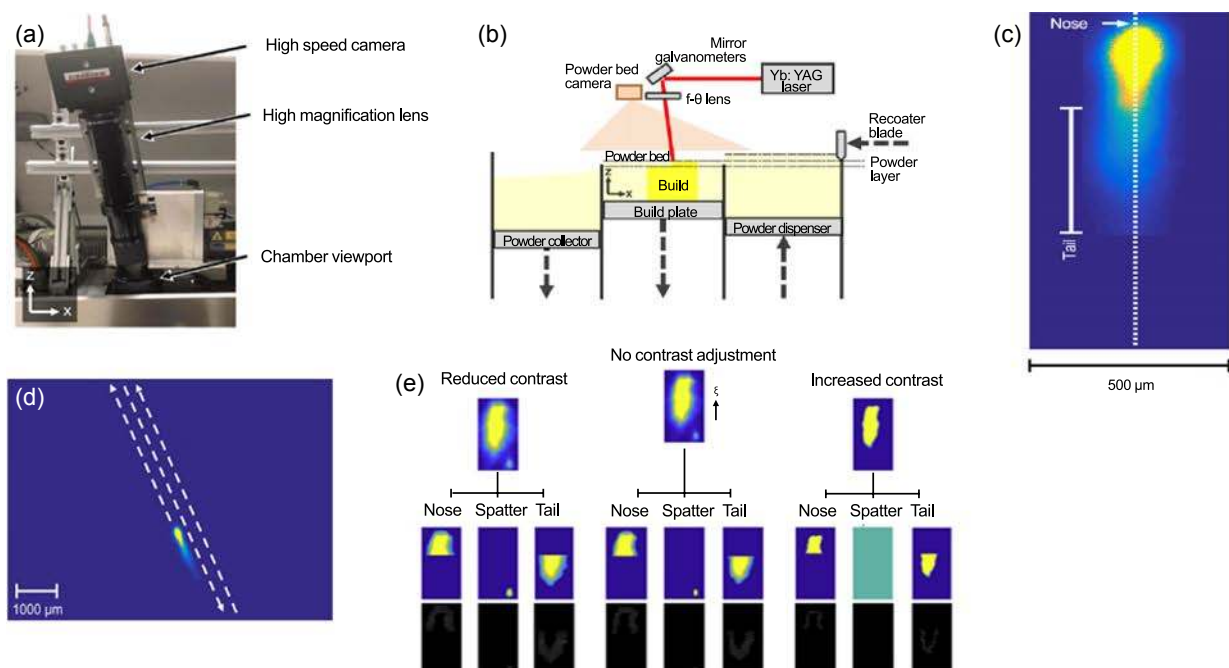 (a)
High speed camera
High magnification lens
Chamber viewport
z
x
(b)
Mirror
galvanometers
Powder bed
camera
Yb: YAG
laser
f-θ lens
Recoater
blade
Powder bed
Powder
layer
z
x
Build
Build plate
Powder collector
Powder dispenser
(c)
Nose
Tail
500 µm
(d)
1000 µm
(e)
No contrast adjustment
Reduced contrast
Increased contrast
ξ
Nose Spatter Tail
Nose Spatter Tail
Nose Spatter Tail